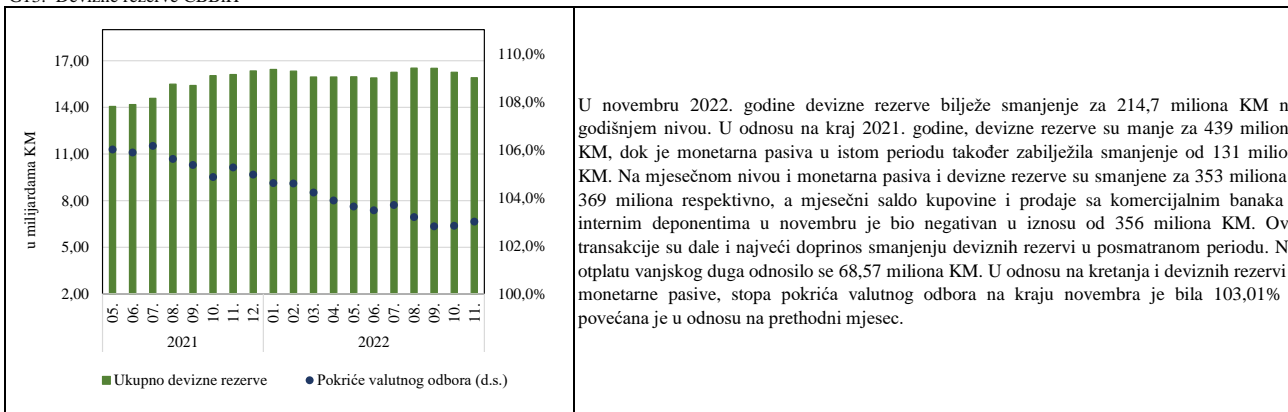 G13. Devizne rezerve CBBiH
u milijardama KM
17,00
14,00
11,00
8,00
5,00
2,00
110,0%
108,0%
106,0%
104,0%
102,0%
100,0%
05. 06. 07. 08. 09. 10. 11. 12. 01. 02. 03. 04. 05. 06. 07. 08. 09. 10. 11.
2021 2022
Ukupno devizne rezerve Pokriće valutnog odbora (d.s.)
U novembru 2022. godine devizne rezerve bilježe smanjenje za 214,7 miliona KM n
godišnjem nivou. U odnosu na kraj 2021. godine, devizne rezerve su manje za 439 milion
KM, dok je monetarna pasiva u istom periodu također zabilježila smanjenje od 131 milio
KM. Na mjesečnom nivou i monetarna pasiva i devizne rezerve su smanjene za 353 miliona
369 miliona respektivno, a mjesečni saldo kupovine i prodaje sa komercijalnim banaka
internim deponentima u novembru je bio negativan u iznosu od 356 miliona KM. Ov
transakcije su dale i najveći doprinos smanjenju deviznih rezervi u posmatranom periodu. N
otplatu vanjskog duga odnosilo se 68,57 miliona KM. U odnosu na kretanja i deviznih rezervi
monetarne pasive, stopa pokrića valutnog odbora na kraju novembra je bila 103,01%
povećana je u odnosu na prethodni mjesec.